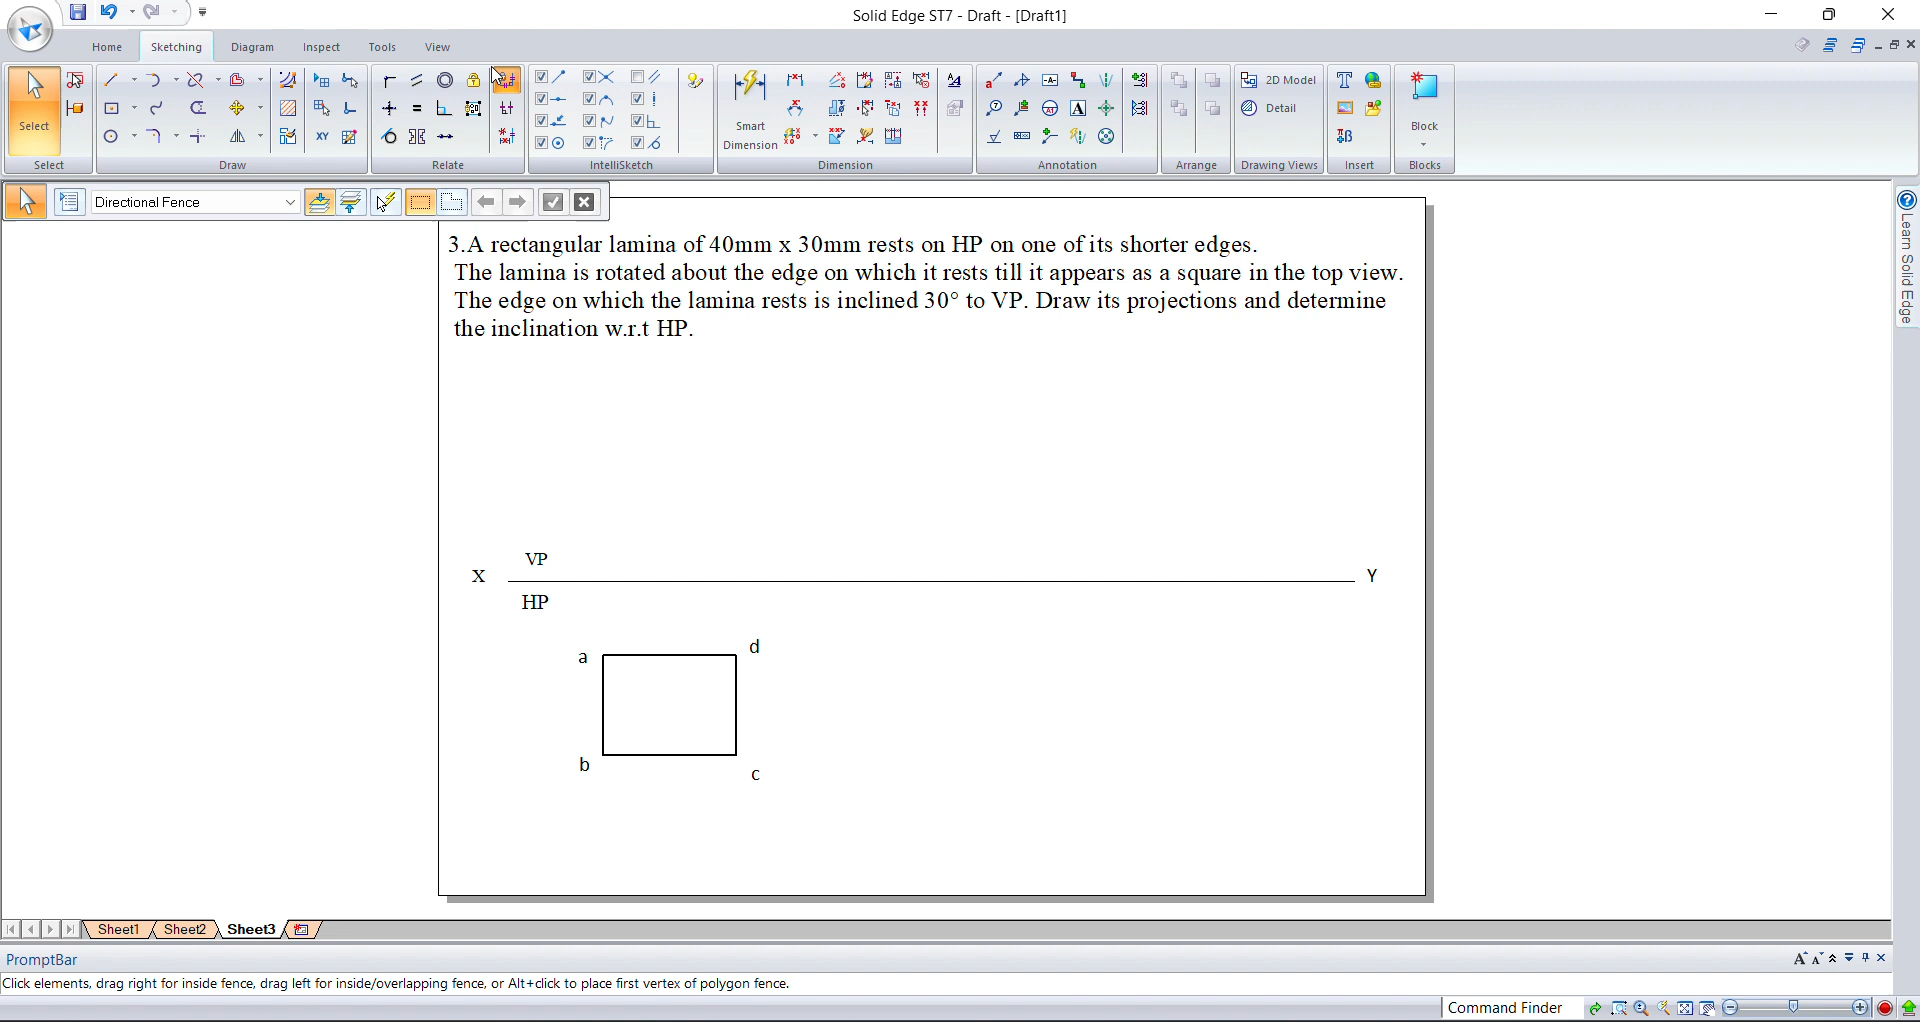 Solid Edge ST7 - Draft - [Draft1]
Home Sketching Diagram Inspect Tools View
Select
Smart
Dimension
A
2D Model
Detail
Block
XY
Select Draw Relate IntelliSketch Dimension Annotation Arrange Drawing Views Insert Blocks
Directional Fence
Learn Solid Edge
3.A rectangular lamina of 40mm x 30mm rests on HP on one of its shorter edges.
The lamina is rotated about the edge on which it rests till it appears as a square in the top view.
The edge on which the lamina rests is inclined 30° to VP. Draw its projections and determine
the inclination w.r.t HP.
VP
X Y
HP
a d
b c
Sheet1 Sheet2 Sheet3
PromptBar
Click elements, drag right for inside fence, drag left for inside/overlapping fence, or Alt+click to place first vertex of polygon fence.
Command Finder